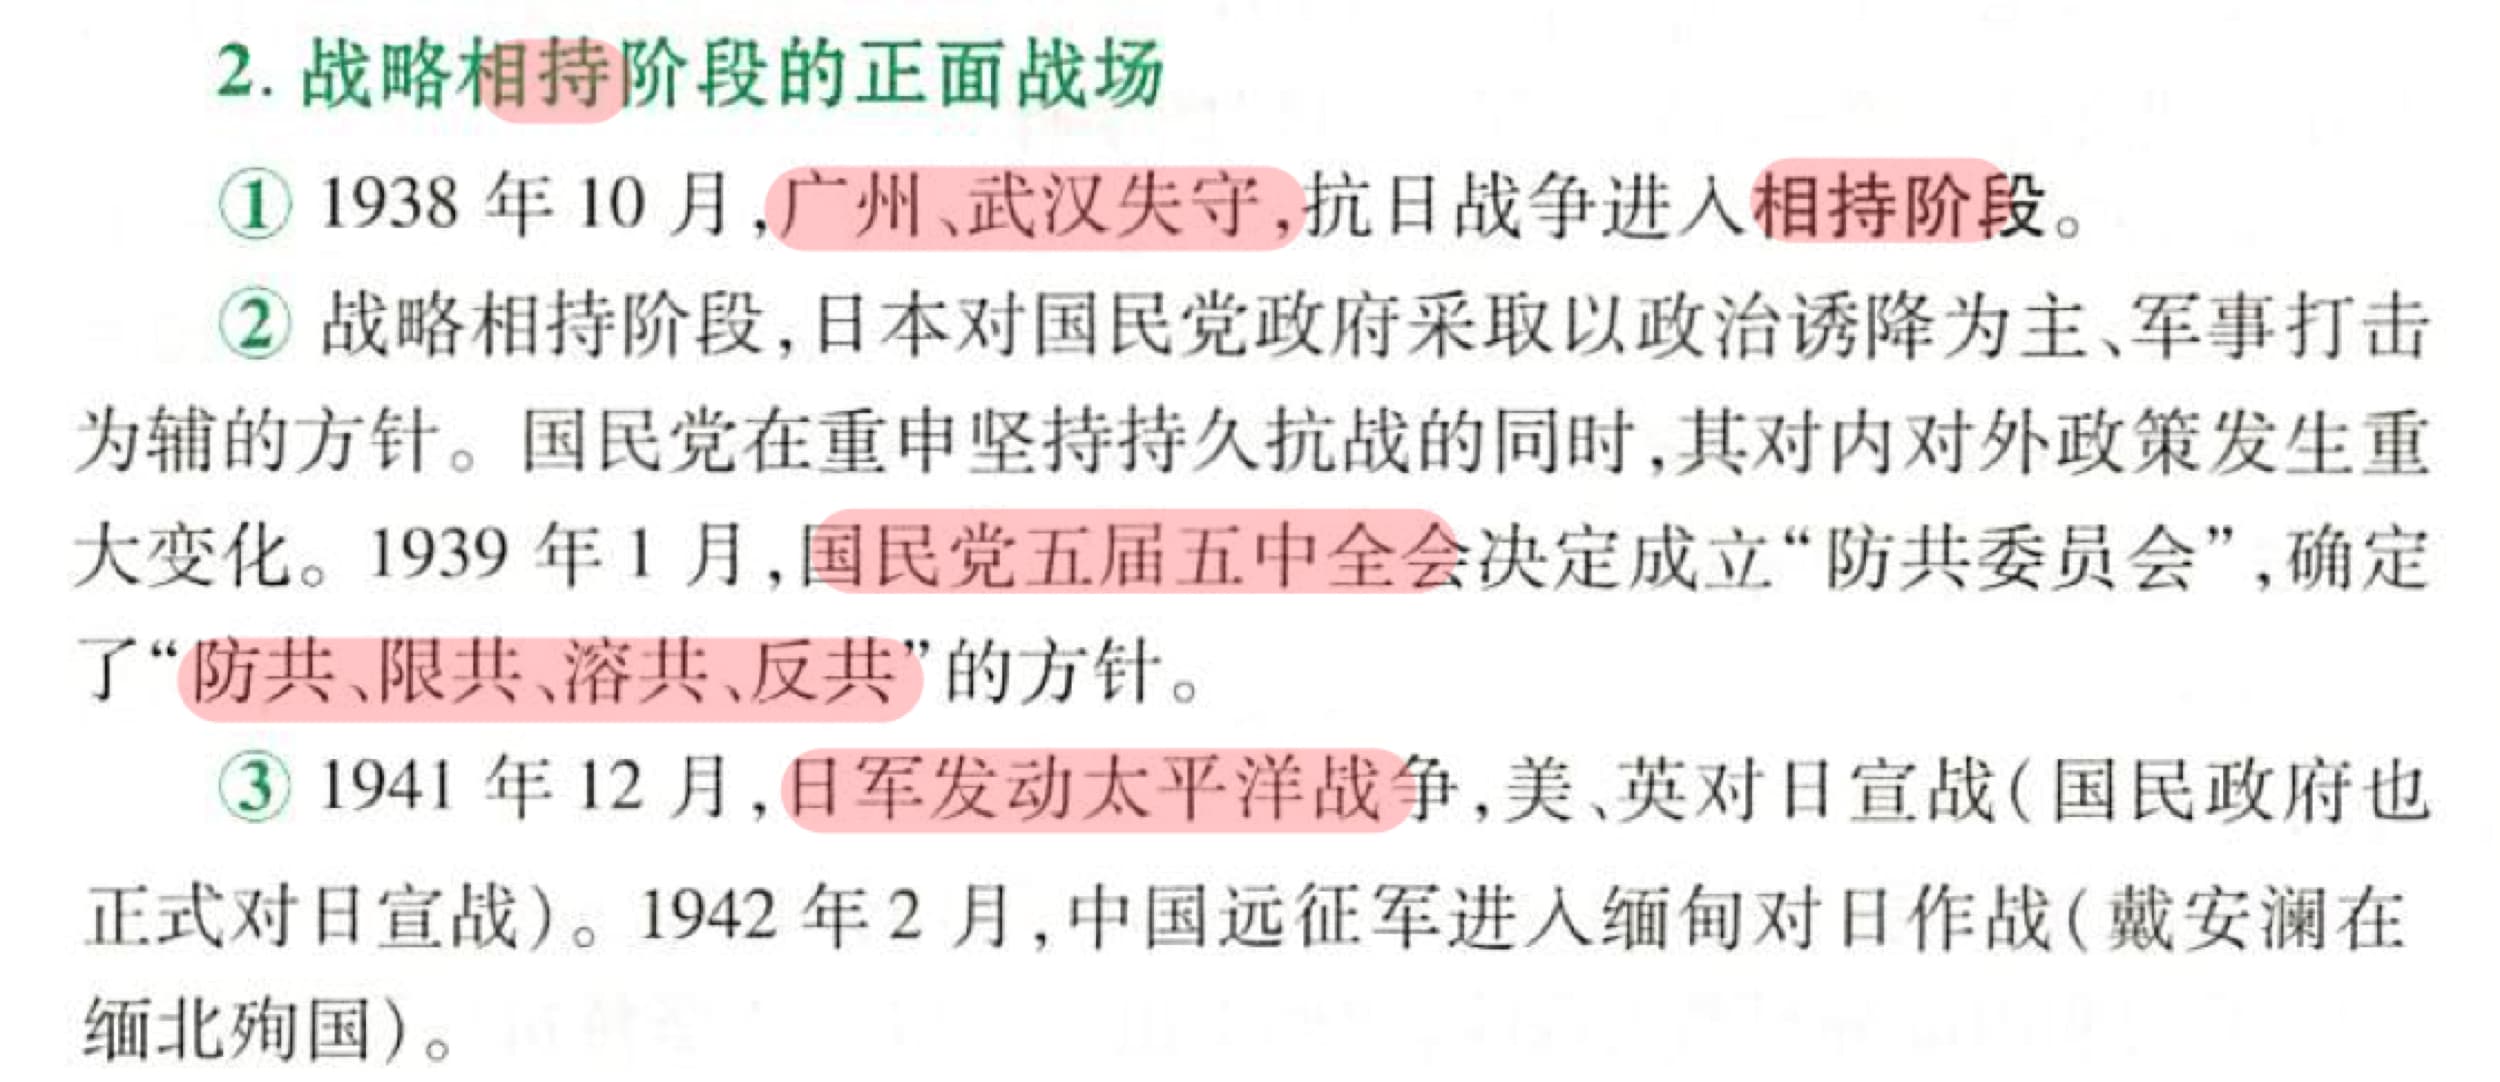 2. 战略相持阶段的正面战场
① 1938 年 10 月,广州、武汉失守,抗日战争进入相持阶段。
② 战略相持阶段,日本对国民党政府采取以政治诱降为主、军事打击
为辅的方针。国民党在重申坚持持久抗战的同时,其对内对外政策发生重
大变化。1939 年 1 月,国民党五届五中全会决定成立“防共委员会”,确定
了“防共、限共、溶共、反共”的方针。
③ 1941 年 12 月,日军发动太平洋战争,美、英对日宣战(国民政府也
正式对日宣战)。1942 年 2 月,中国远征军进入缅甸对日作战(戴安澜在
缅北殉国)。